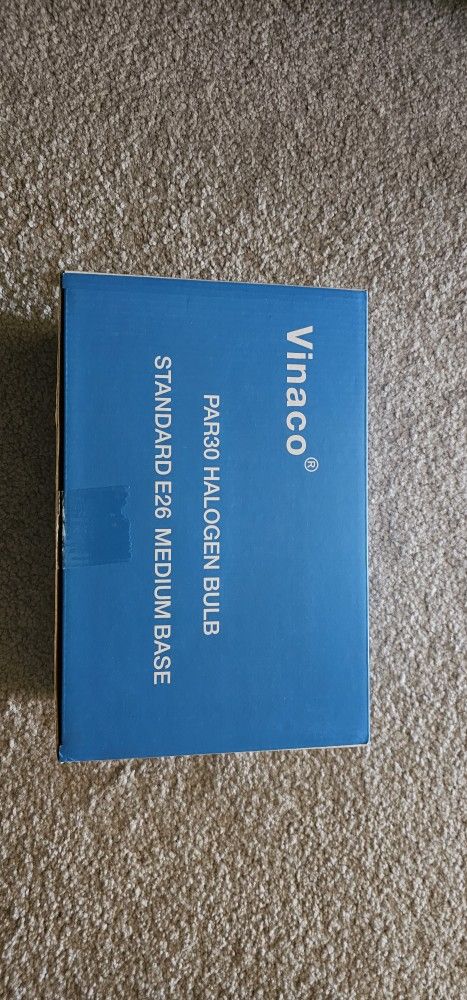 Vinaco®
PAR30 HALOGEN BULB
STANDARD E26 MEDIUM BASE